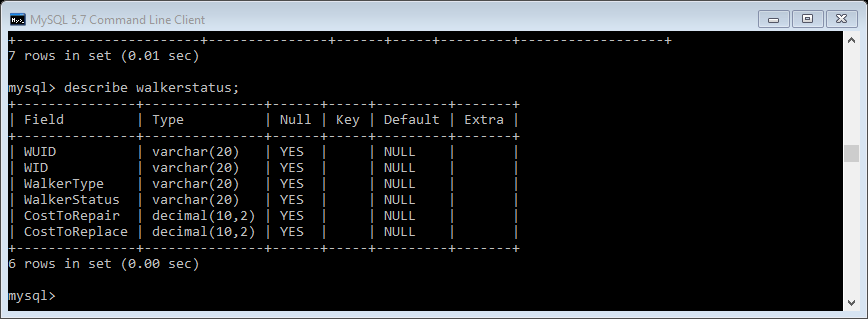 MySQL 5.7 Command Line Client
+-----------------------+---------------+------+-----+---------+-----------------+
7 rows in set (0.01 sec)
mysql> describe walkerstatus;
+---------------+---------------+------+-----+---------+-------+
| Field         | Type          | Null | Key | Default | Extra |
+---------------+---------------+------+-----+---------+-------+
| WUID          | varchar(20)   | YES  |     | NULL    |       |
| WID           | varchar(20)   | YES  |     | NULL    |       |
| WalkerType    | varchar(20)   | YES  |     | NULL    |       |
| WalkerStatus  | varchar(20)   | YES  |     | NULL    |       |
| CostToRepair  | decimal(10,2) | YES  |     | NULL    |       |
| CostToReplace | decimal(10,2) | YES  |     | NULL    |       |
+---------------+---------------+------+-----+---------+-------+
6 rows in set (0.00 sec)
mysql>